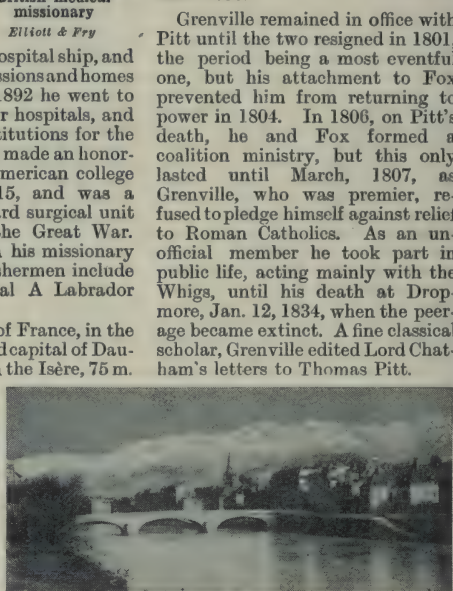 missionary
Elliott & Fry
ospital ship, and
ssions and homes
1892 he went to
r hospitals, and
titutions for the
made an honor-
merican college
15, and was a
rd surgical unit
he Great War.
his missionary
shermen include
al A Labrador
of France, in the
d capital of Dau-
the Isère, 75 m.
Grenville remained in office with
Pitt until the two resigned in 1801,
the period being a most eventful
one, but his attachment to Fox
prevented him from returning to
power in 1804. In 1806, on Pitt's
death, he and Fox formed a
coalition ministry, but this only
lasted until March, 1807, as
Grenville, who was premier, re-
fused to pledge himself against relief
to Roman Catholics. As an un-
official member he took part in
public life, acting mainly with the
Whigs, until his death at Drop-
more, Jan. 12, 1834, when the peer-
age became extinct. A fine classical
scholar, Grenville edited Lord Chat-
ham's letters to Thomas Pitt.